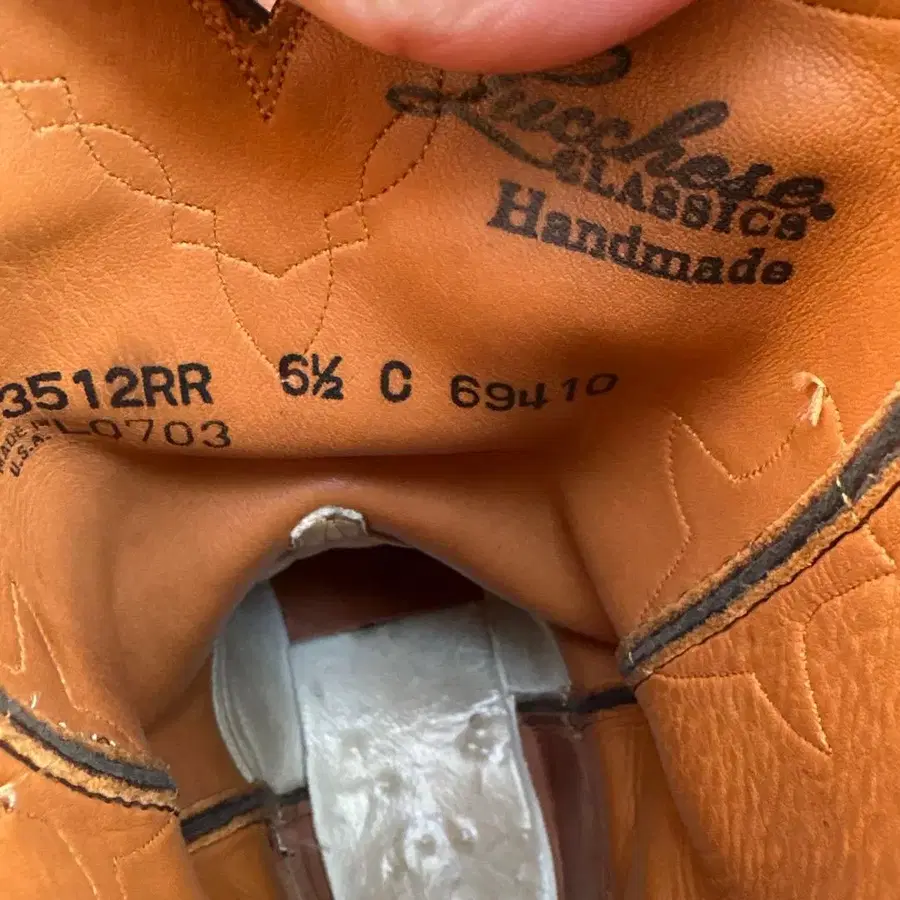 Lucchese
CLASSICS
Handmade
3512RR 6½ C 69410
L0703
MADE IN
U.S.A.